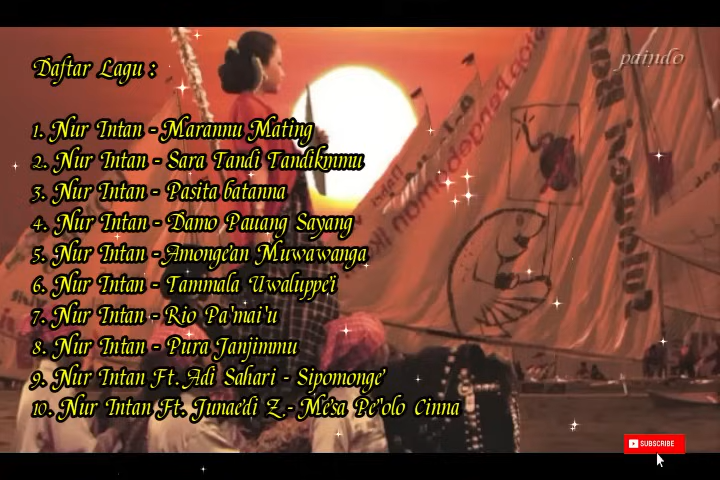 paindo
Daftar Lagu :
1. Nur Intan - Marannu Mating
2. Nur Intan - Sara Tandi Tandikmmu
3. Nur Intan - Pasita batanna
4. Nur Intan - Damo Pauang Sayang
5. Nur Intan - Amonge'an Muwawanga
6. Nur Intan - Tammala Uwaluppe'i
7. Nur Intan - Rio Pa'mai'u
8. Nur Intan - Pura Janjimmu
9. Nur Intan Ft. Adi Sahari - Sipomonge'
10. Nur Intan Ft. Junaedi Z - Me'sa Pe''olo Cinna
SUBSCRIBE